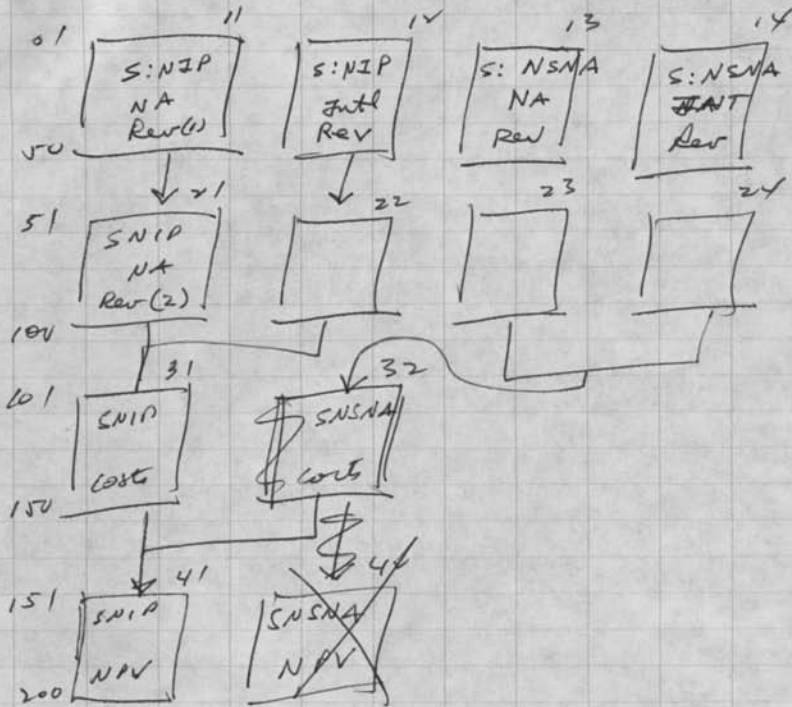 01 11 12 13 14
S:NIP S:NIP S: NSNA S: NSNA
NA Intl NA INT
Rev(1) Rev Rev Rev
50
51 21 22 23 24
SNIP
NA
Rev(2)
100
101 31 32
SNIP SNSNA
Costs Costs
150
151 41 42
SNIP SNSNA
NPV NPV
200